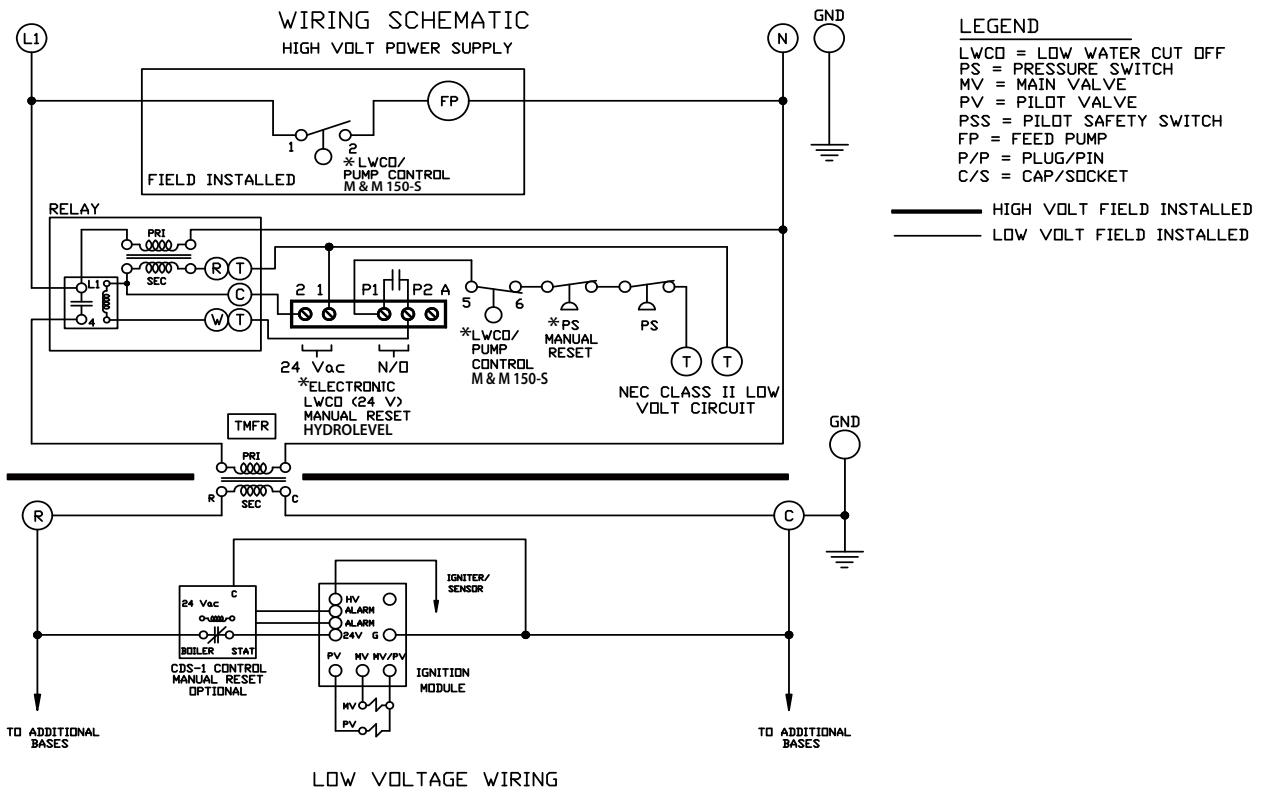 WIRING SCHEMATIC
HIGH VOLT POWER SUPPLY
L1
N
GND
LEGEND
LWCO = LOW WATER CUT OFF
PS = PRESSURE SWITCH
MV = MAIN VALVE
PV = PILOT VALVE
PSS = PILOT SAFETY SWITCH
FP = FEED PUMP
P/P = PLUG/PIN
C/S = CAP/SOCKET
HIGH VOLT FIELD INSTALLED
LOW VOLT FIELD INSTALLED
FP
1
2
*LWCO/
PUMP CONTROL
M & M 150-S
FIELD INSTALLED
RELAY
PRI
SEC
R
T
L1
C
4
W
T
2
1
P1
P2
A
5
6
*LWCO/
PUMP
CONTROL
M & M 150-S
*PS
MANUAL
RESET
PS
T
T
NEC CLASS II LOW
VOLT CIRCUIT
24 Vac
N/O
*ELECTRONIC
LWCO (24 V)
MANUAL RESET
HYDROLEVEL
TMFR
PRI
SEC
R
C
GND
R
C
C
24 Vac
BOILER
STAT
CDS-1 CONTROL
MANUAL RESET
OPTIONAL
HV
ALARM
ALARM
24V
G
PV
MV
MV/PV
IGNITER/
SENSOR
IGNITION
MODULE
MV
PV
TO ADDITIONAL
BASES
TO ADDITIONAL
BASES
LOW VOLTAGE WIRING